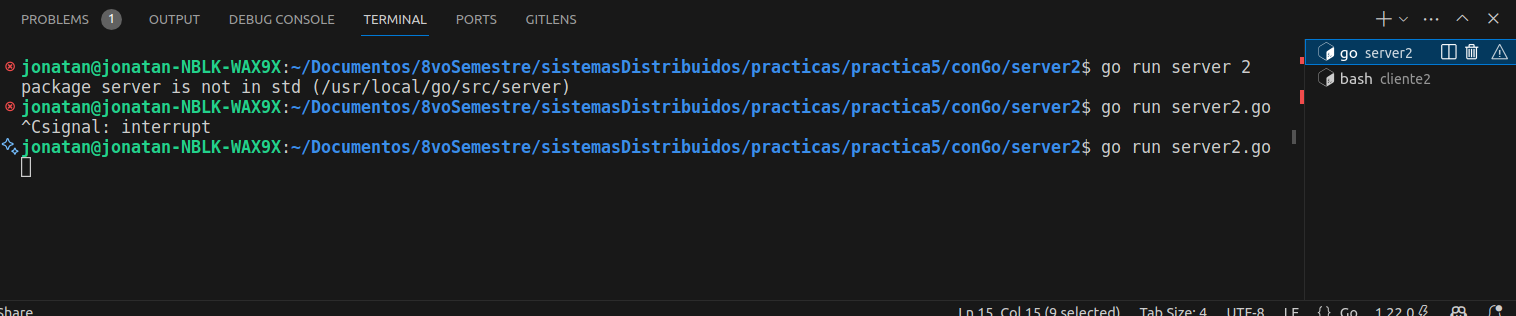 PROBLEMS 1 OUTPUT DEBUG CONSOLE TERMINAL PORTS GITLENS
jonatan@jonatan-NBLK-WAX9X:~/Documentos/8voSemestre/sistemasDistribuidos/practicas/practica5/conGo/server2$ go run server 2
package server is not in std (/usr/local/go/src/server)
jonatan@jonatan-NBLK-WAX9X:~/Documentos/8voSemestre/sistemasDistribuidos/practicas/practica5/conGo/server2$ go run server2.go
^Csignal: interrupt
jonatan@jonatan-NBLK-WAX9X:~/Documentos/8voSemestre/sistemasDistribuidos/practicas/practica5/conGo/server2$ go run server2.go
go server2
bash cliente2
Share Ln 15, Col 15 (9 selected) Tab Size: 4 UTF-8 LF {} Go 1.22.0